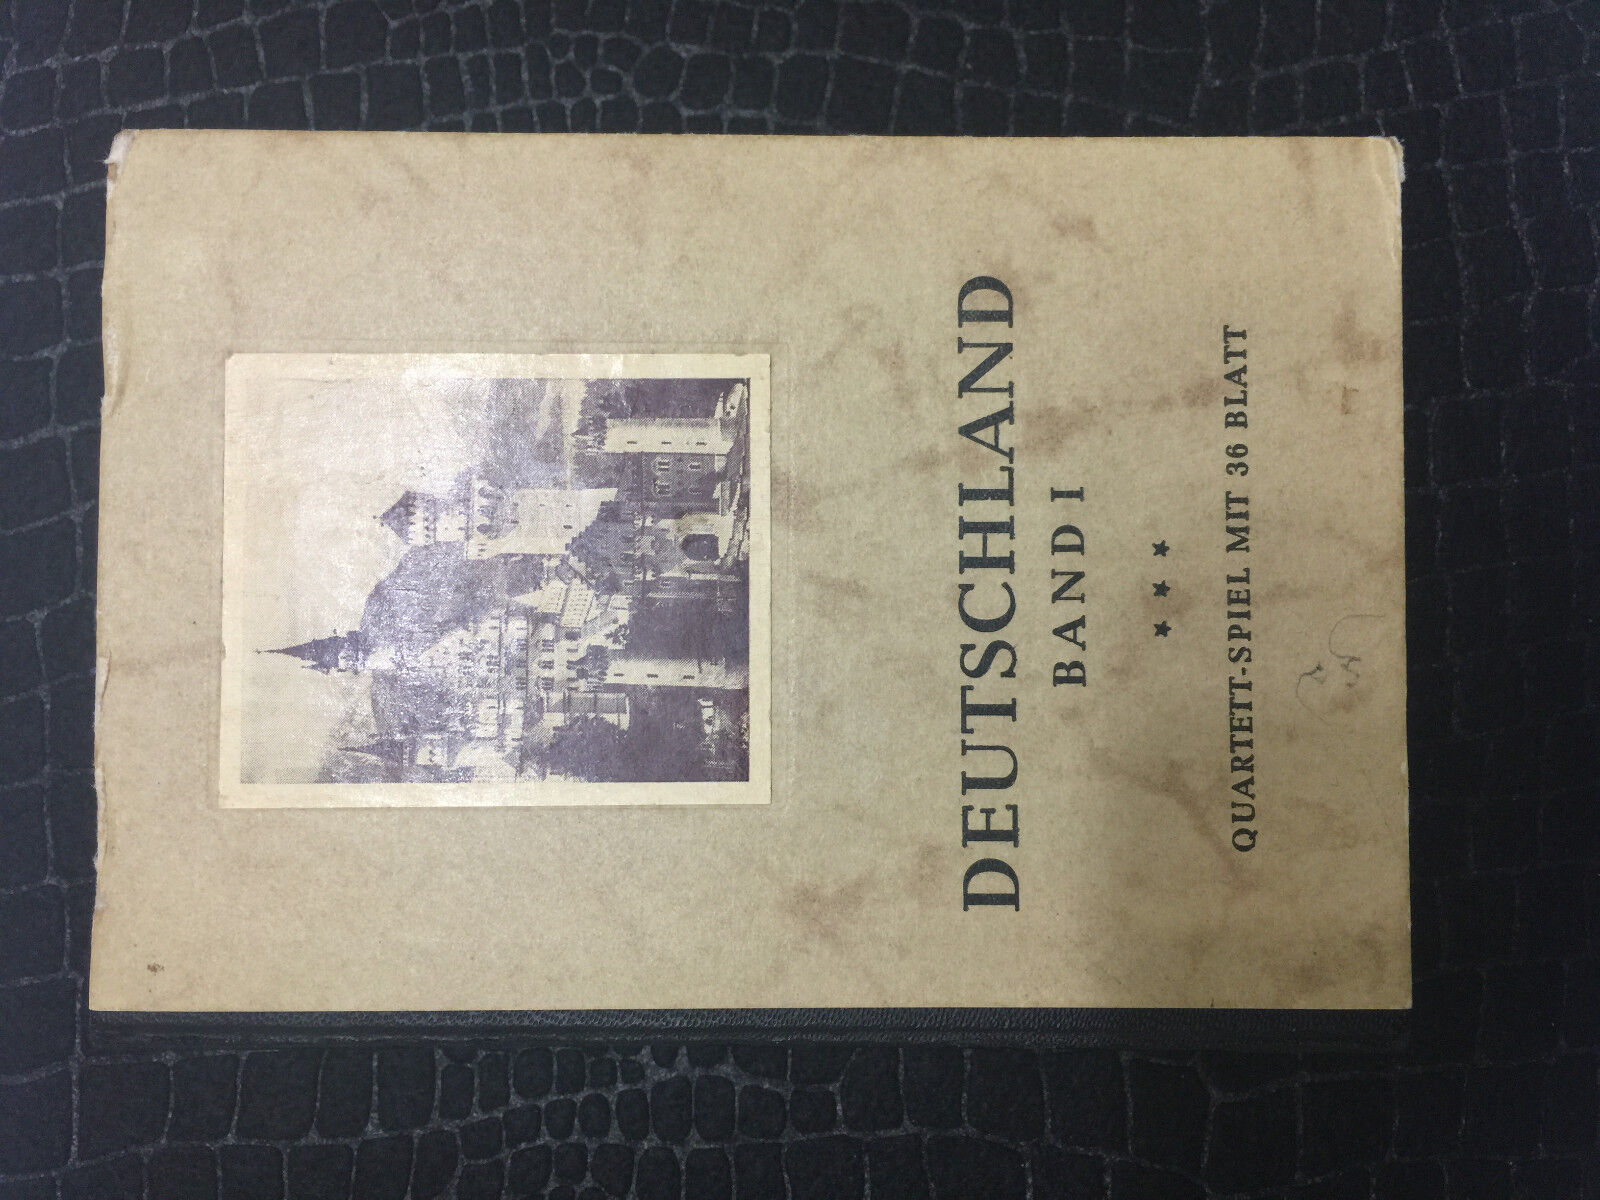 DEUTSCHLAND
BAND I
QUARTETT-SPIEL MIT 36 BLATT